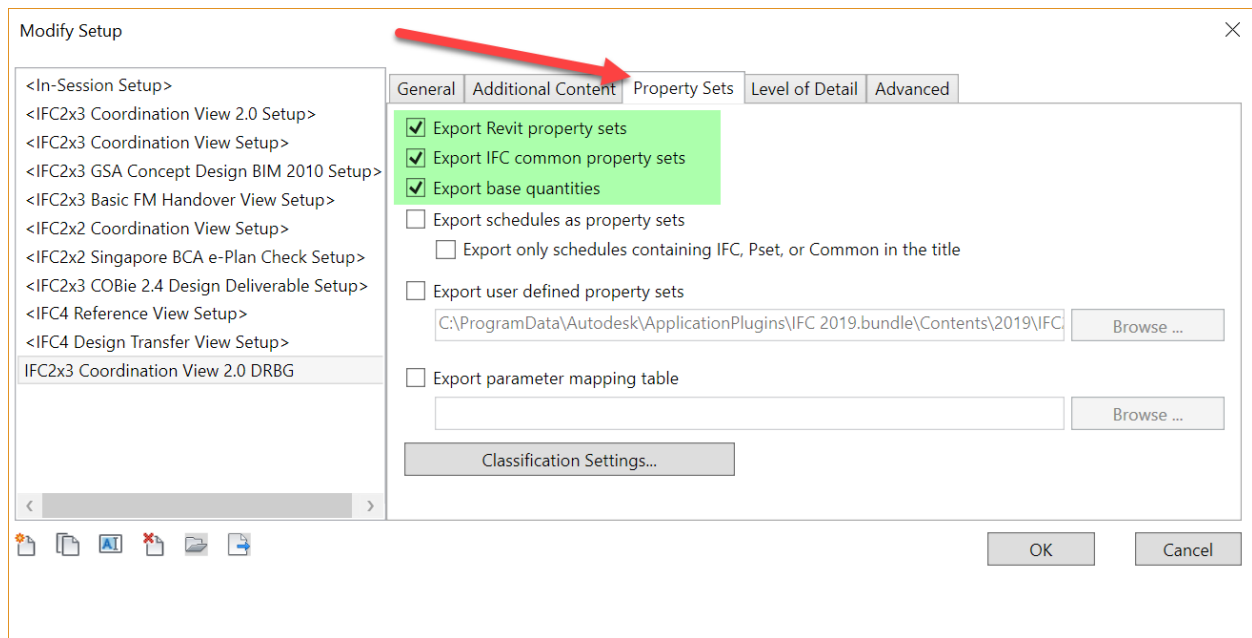 Modify Setup
<In-Session Setup>
<IFC2x3 Coordination View 2.0 Setup>
<IFC2x3 Coordination View Setup>
<IFC2x3 GSA Concept Design BIM 2010 Setup>
<IFC2x3 Basic FM Handover View Setup>
<IFC2x2 Coordination View Setup>
<IFC2x2 Singapore BCA e-Plan Check Setup>
<IFC2x3 COBie 2.4 Design Deliverable Setup>
<IFC4 Reference View Setup>
<IFC4 Design Transfer View Setup>
IFC2x3 Coordination View 2.0 DRBG
General Additional Content Property Sets Level of Detail Advanced
Export Revit property sets
Export IFC common property sets
Export base quantities
Export schedules as property sets
Export only schedules containing IFC, Pset, or Common in the title
Export user defined property sets
C:\ProgramData\Autodesk\ApplicationPlugins\IFC 2019.bundle\Contents\2019\IFC Browse ...
Export parameter mapping table
Browse ...
Classification Settings...
AI
OK Cancel